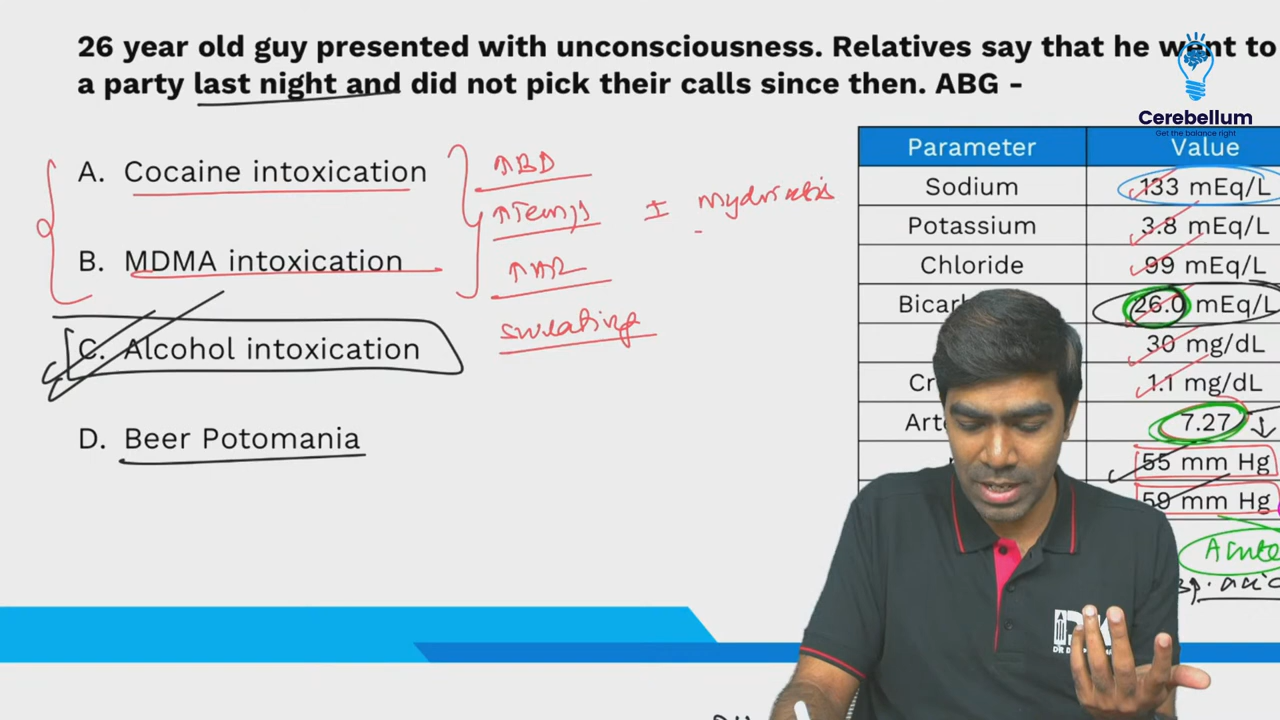 26 year old guy presented with unconsciousness. Relatives say that he went to
a party last night and did not pick their calls since then. ABG -
Cerebellum
Get the balance right
A. Cocaine intoxication
B. MDMA intoxication
C. Alcohol intoxication
D. Beer Potomania
↑BD
↑Temp
± mydriasis
↑HR
sweating
Parameter Value
Sodium 133 mEq/L
Potassium 3.8 mEq/L
Chloride 99 mEq/L
26.0 mEq/L
30 mg/dL
1.1 mg/dL
7.27 ↓
55 mm Hg
59 mm Hg
Acute